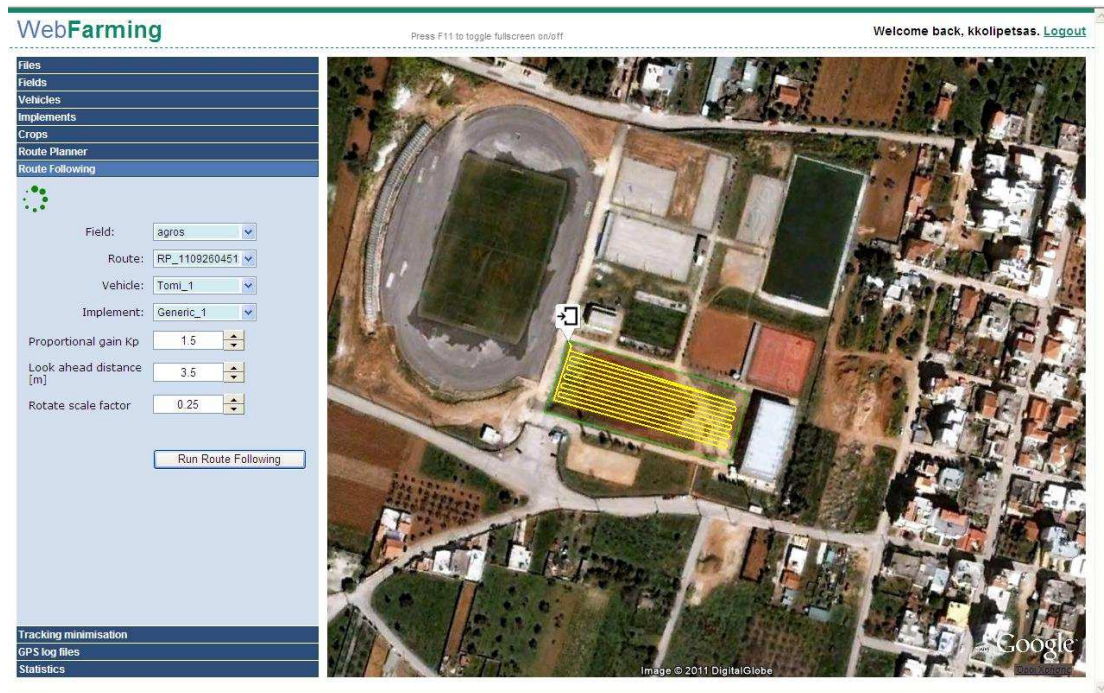 WebFarming
Press F11 to toggle fullscreen on/off
Welcome back, kkolipetsas. Logout
Files
Fields
Vehicles
Implements
Crops
Route Planner
Route Following
Field: agros
Route: RP_1109260451
Vehicle: Tomi_1
Implement: Generic_1
Proportional gain Kp 1.5
Look ahead distance
[m] 3.5
Rotate scale factor 0.25
Run Route Following
Tracking minimisation
GPS log files
Statistics
Google
Image © 2011 DigitalGlobe
Όροι Χρήσης